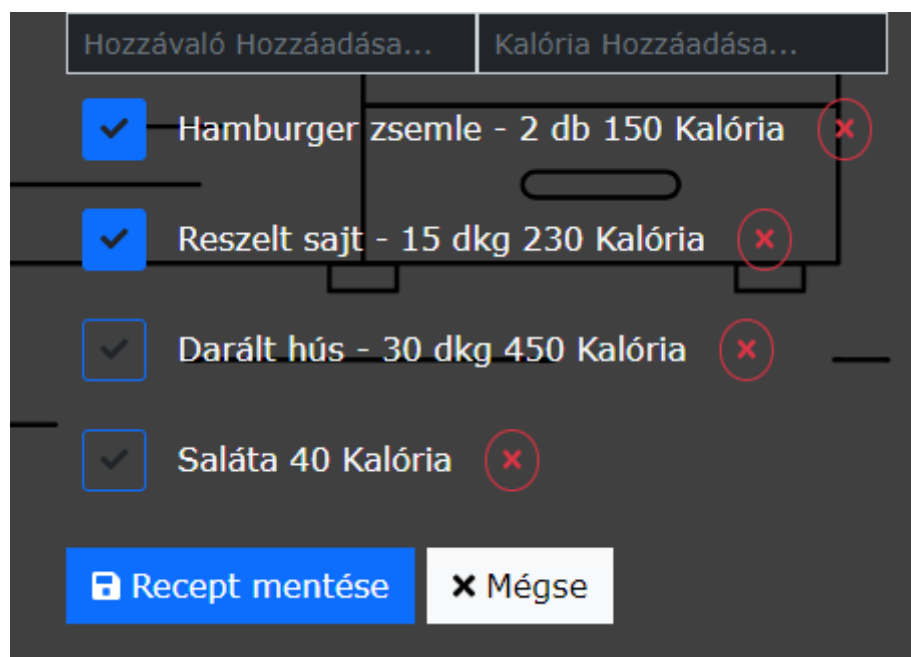 Hozzávaló Hozzáadása... Kalória Hozzáadása...
Hamburger zsemle - 2 db 150 Kalória
Reszelt sajt - 15 dkg 230 Kalória
Darált hús - 30 dkg 450 Kalória
Saláta 40 Kalória
Recept mentése Mégse